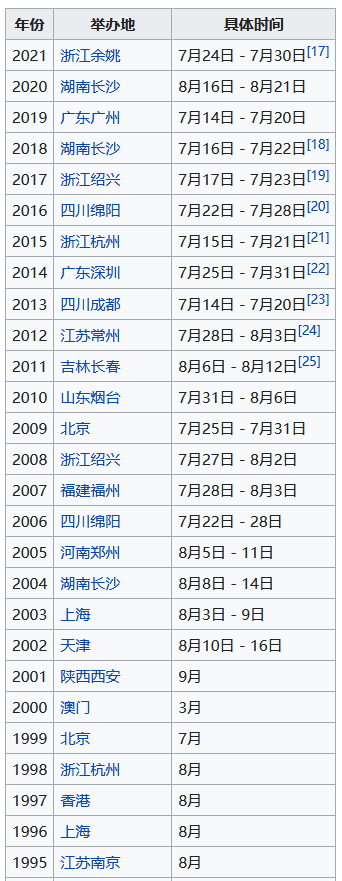 年份 举办地 具体时间
2021 浙江余姚 7月24日 - 7月30日[17]
2020 湖南长沙 8月16日 - 8月21日
2019 广东广州 7月14日 - 7月20日
2018 湖南长沙 7月16日 - 7月22日[18]
2017 浙江绍兴 7月17日 - 7月23日[19]
2016 四川绵阳 7月22日 - 7月28日[20]
2015 浙江杭州 7月15日 - 7月21日[21]
2014 广东深圳 7月25日 - 7月31日[22]
2013 四川成都 7月14日 - 7月20日[23]
2012 江苏常州 7月28日 - 8月3日[24]
2011 吉林长春 8月6日 - 8月12日[25]
2010 山东烟台 7月31日 - 8月6日
2009 北京 7月25日 - 7月31日
2008 浙江绍兴 7月27日 - 8月2日
2007 福建福州 7月28日 - 8月3日
2006 四川绵阳 7月22日 - 28日
2005 河南郑州 8月5日 - 11日
2004 湖南长沙 8月8日 - 14日
2003 上海 8月3日 - 9日
2002 天津 8月10日 - 16日
2001 陕西西安 9月
2000 澳门 3月
1999 北京 7月
1998 浙江杭州 8月
1997 香港 8月
1996 上海 8月
1995 江苏南京 8月